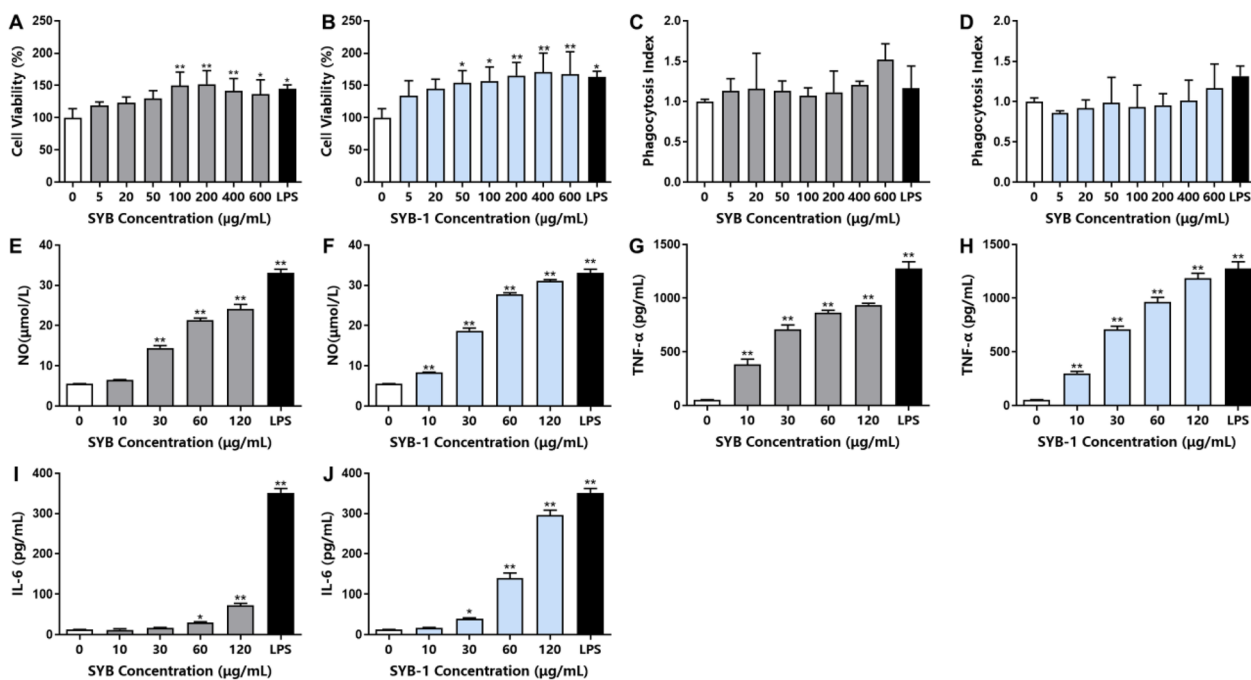 A
Cell Viability (%)
250
200
150
100
50
0
** ** ** * *
0 5 20 50 100 200 400 600 LPS
SYB Concentration (μg/mL)
B
Cell Viability (%)
250
200
150
100
50
0
* * ** ** ** *
0 5 20 50 100 200 400 600 LPS
SYB-1 Concentration (μg/mL)
C
Phagocytosis Index
2.0
1.5
1.0
0.5
0.0
0 5 20 50 100 200 400 600 LPS
SYB Concentration (μg/mL)
D
Phagocytosis Index
2.0
1.5
1.0
0.5
0.0
0 5 20 50 100 200 400 600 LPS
SYB Concentration (μg/mL)
E
NO(μmol/L)
40
30
20
10
0
** ** ** **
0 10 30 60 120 LPS
SYB Concentration (μg/mL)
F
NO(μmol/L)
40
30
20
10
0
** ** ** ** **
0 10 30 60 120 LPS
SYB-1 Concentration (μg/mL)
G
TNF-α (pg/mL)
1500
1000
500
0
** ** ** ** **
0 10 30 60 120 LPS
SYB Concentration (μg/mL)
H
TNF-α (pg/mL)
1500
1000
500
0
** ** ** ** **
0 10 30 60 120 LPS
SYB-1 Concentration (μg/mL)
I
IL-6 (pg/mL)
400
300
200
100
0
* ** **
0 10 30 60 120 LPS
SYB Concentration (μg/mL)
J
IL-6 (pg/mL)
400
300
200
100
0
* ** ** **
0 10 30 60 120 LPS
SYB-1 Concentration (μg/mL)